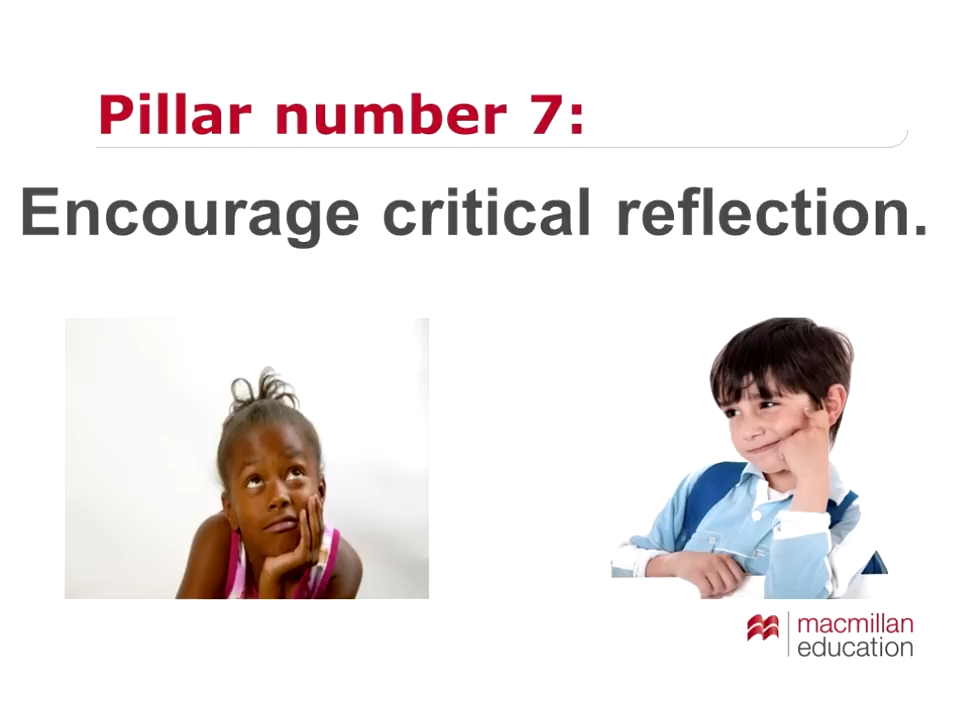 Pillar number 7:
Encourage critical reflection.
macmillan
education